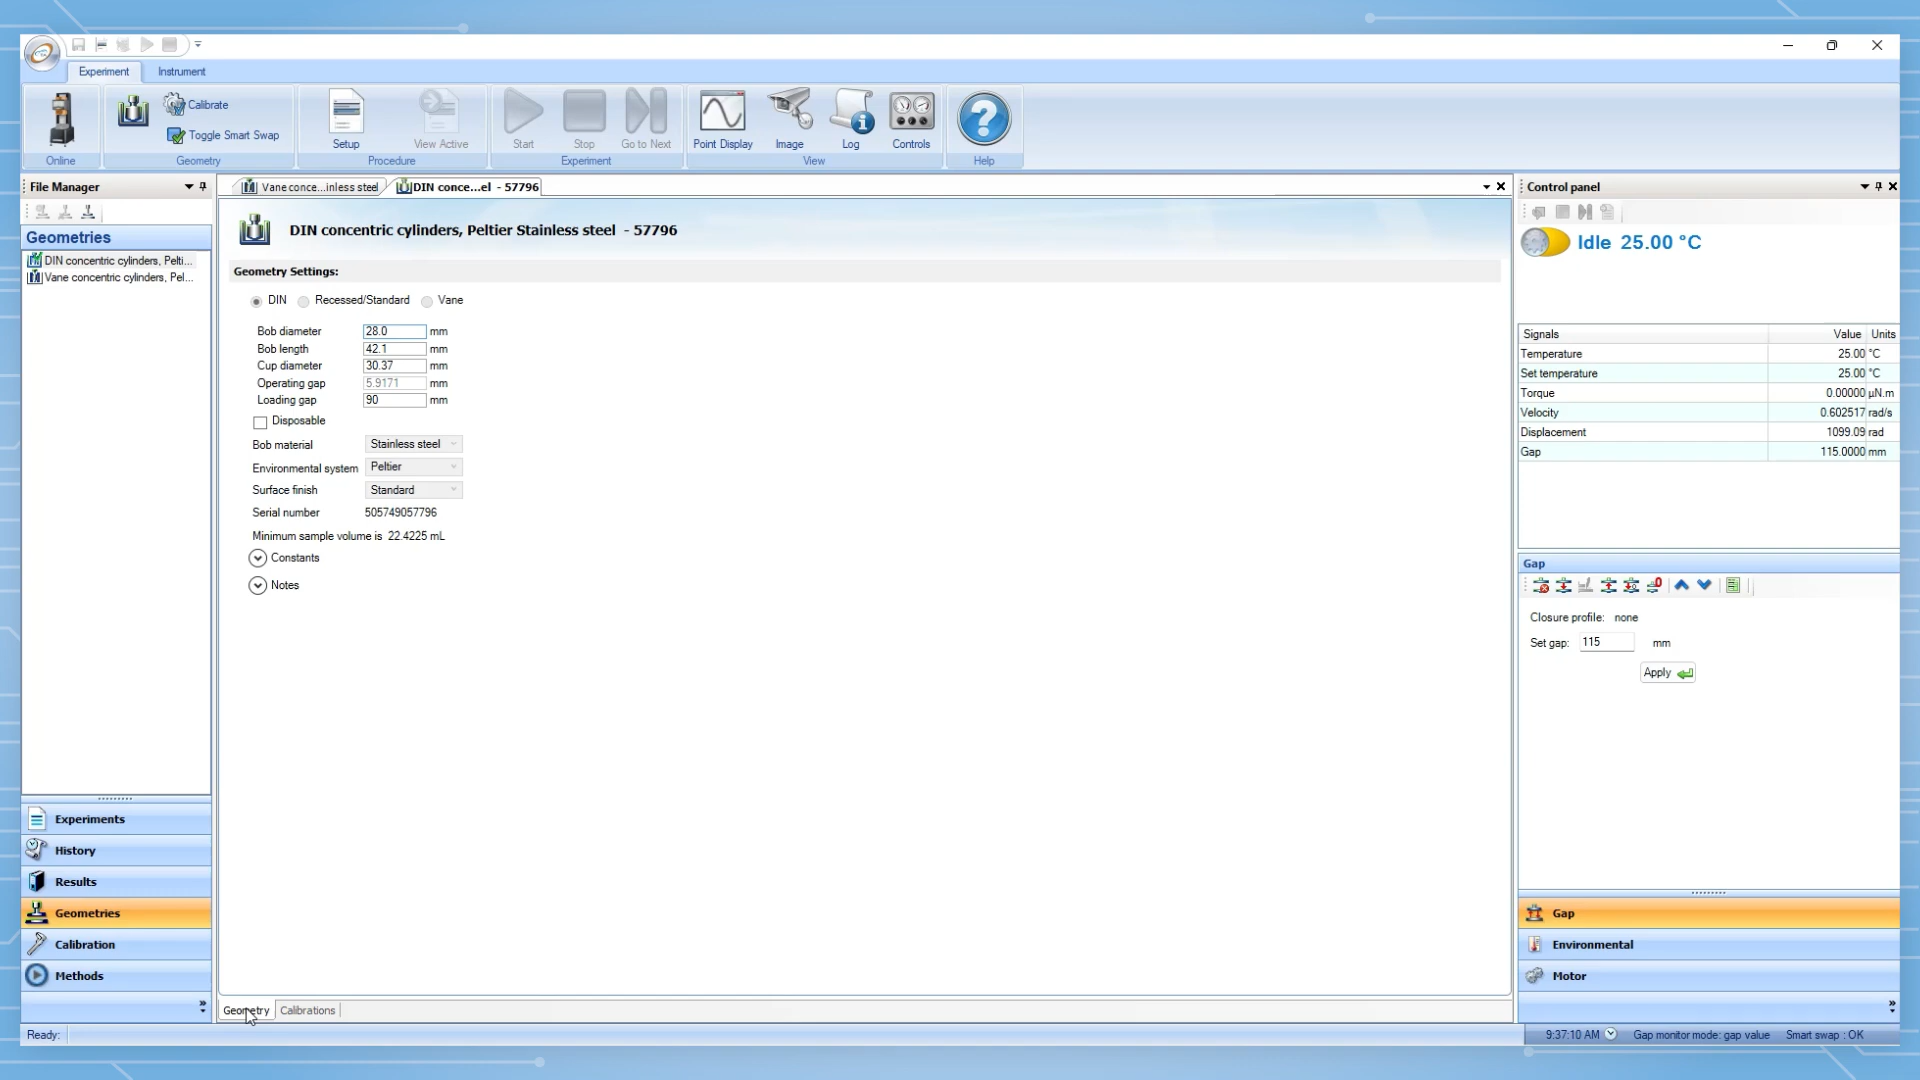 Experiment Instrument
Calibrate
Toggle Smart Swap
Setup View Active Start Stop Go to Next Point Display Image Log Controls
Online Geometry Procedure Experiment View Help
File Manager
Geometries
DIN concentric cylinders, Pelti...
Vane concentric cylinders, Pel...
Experiments
History
Results
Geometries
Calibration
Methods
Vane conce...inless steel DIN conce...el - 57796
DIN concentric cylinders, Peltier Stainless steel - 57796
Geometry Settings:
DIN Recessed/Standard Vane
Bob diameter 28.0 mm
Bob length 42.1 mm
Cup diameter 30.37 mm
Operating gap 5.9171 mm
Loading gap 90 mm
Disposable
Bob material Stainless steel
Environmental system Peltier
Surface finish Standard
Serial number 505749057796
Minimum sample volume is 22.4225 mL
Constants
Notes
Geometry Calibrations
Control panel
Idle 25.00 °C
Signals Value Units
Temperature 25.00 °C
Set temperature 25.00 °C
Torque 0.00000 µN.m
Velocity 0.602517 rad/s
Displacement 1099.09 rad
Gap 115.0000 mm
Gap
Closure profile: none
Set gap: 115 mm
Apply
Gap
Environmental
Motor
Ready: 9:37:10 AM Gap monitor mode: gap value Smart swap : OK